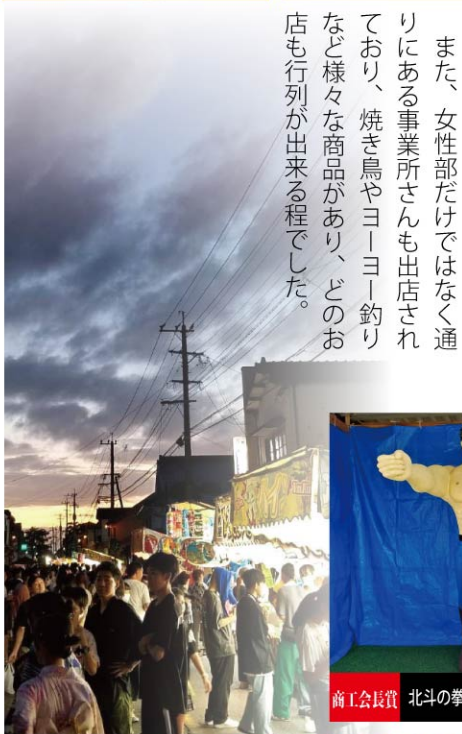 また、女性部だけではなく通
りにある事業所さんも出店され
ており、焼き鳥やヨーヨー釣り
など様々な商品があり、どのお
店も行列が出来る程でした。
商工会長賞 北斗の拳